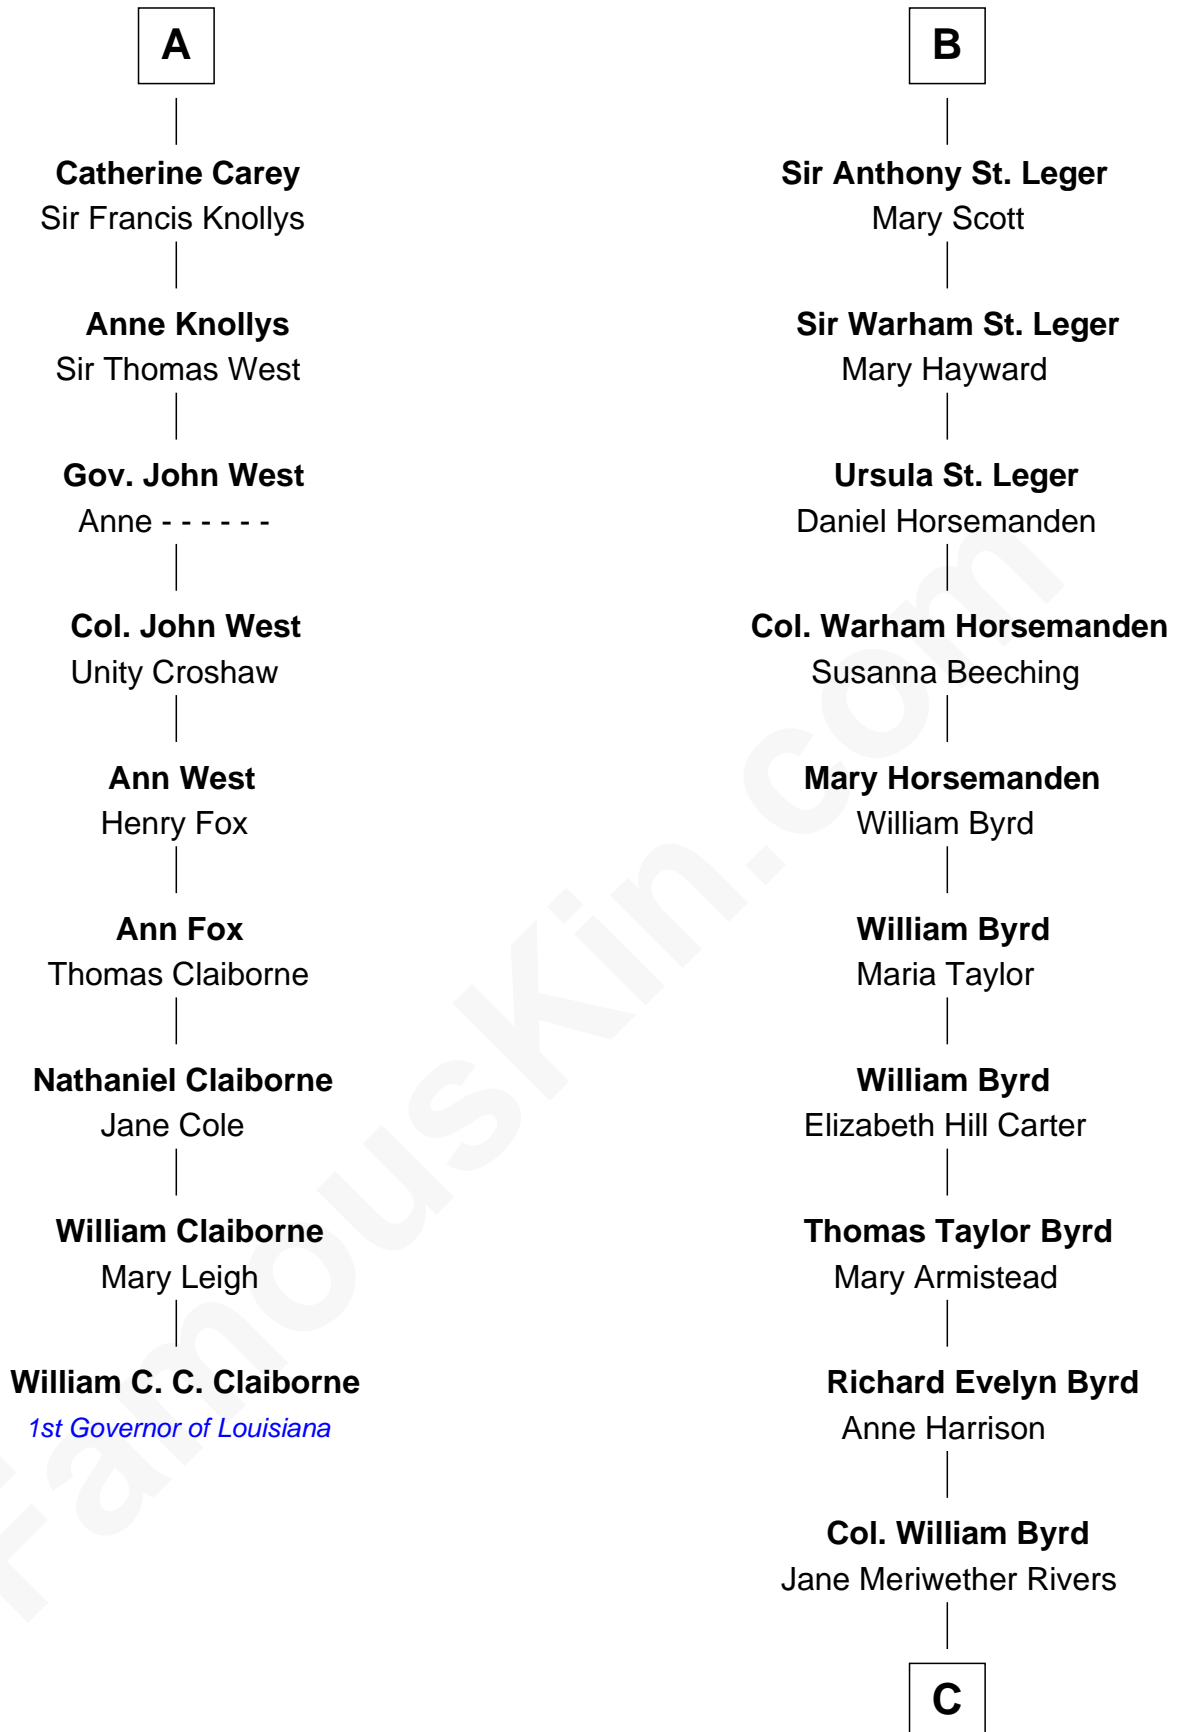 A
Catherine Carey
Sir Francis Knollys
Anne Knollys
Sir Thomas West
Gov. John West
Anne - - - - - -
Col. John West
Unity Croshaw
Ann West
Henry Fox
Ann Fox
Thomas Claiborne
Nathaniel Claiborne
Jane Cole
William Claiborne
Mary Leigh
William C. C. Claiborne
1st Governor of Louisiana
B
Sir Anthony St. Leger
Mary Scott
Sir Warham St. Leger
Mary Hayward
Ursula St. Leger
Daniel Horsemanden
Col. Warham Horsemanden
Susanna Beeching
Mary Horsemanden
William Byrd
William Byrd
Maria Taylor
William Byrd
Elizabeth Hill Carter
Thomas Taylor Byrd
Mary Armistead
Richard Evelyn Byrd
Anne Harrison
Col. William Byrd
Jane Meriwether Rivers
C
FamousKin.com